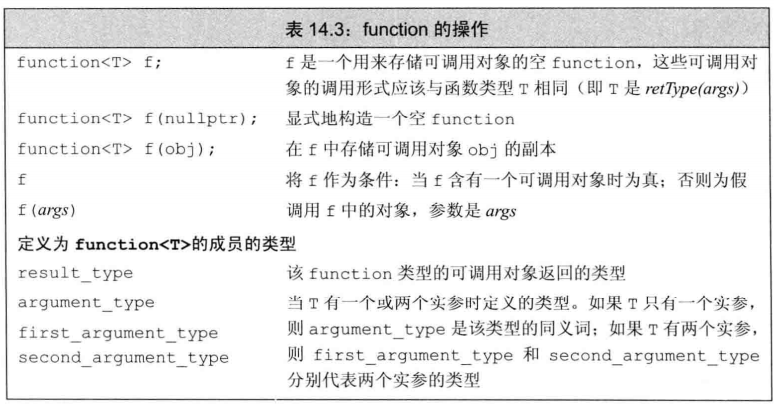 表 14.3：function 的操作
function<T> f; f 是一个用来存储可调用对象的空 function，这些可调用对
象的调用形式应该与函数类型 T 相同（即 T 是 retType(args)）
function<T> f(nullptr); 显式地构造一个空 function
function<T> f(obj); 在 f 中存储可调用对象 obj 的副本
f 将 f 作为条件：当 f 含有一个可调用对象时为真；否则为假
f(args) 调用 f 中的对象，参数是 args
定义为 function<T>的成员的类型
result_type 该 function 类型的可调用对象返回的类型
argument_type 当 T 有一个或两个实参时定义的类型。如果 T 只有一个实参，
first_argument_type 则 argument_type 是该类型的同义词；如果 T 有两个实参，
second_argument_type 则 first_argument_type 和 second_argument_type
分别代表两个实参的类型